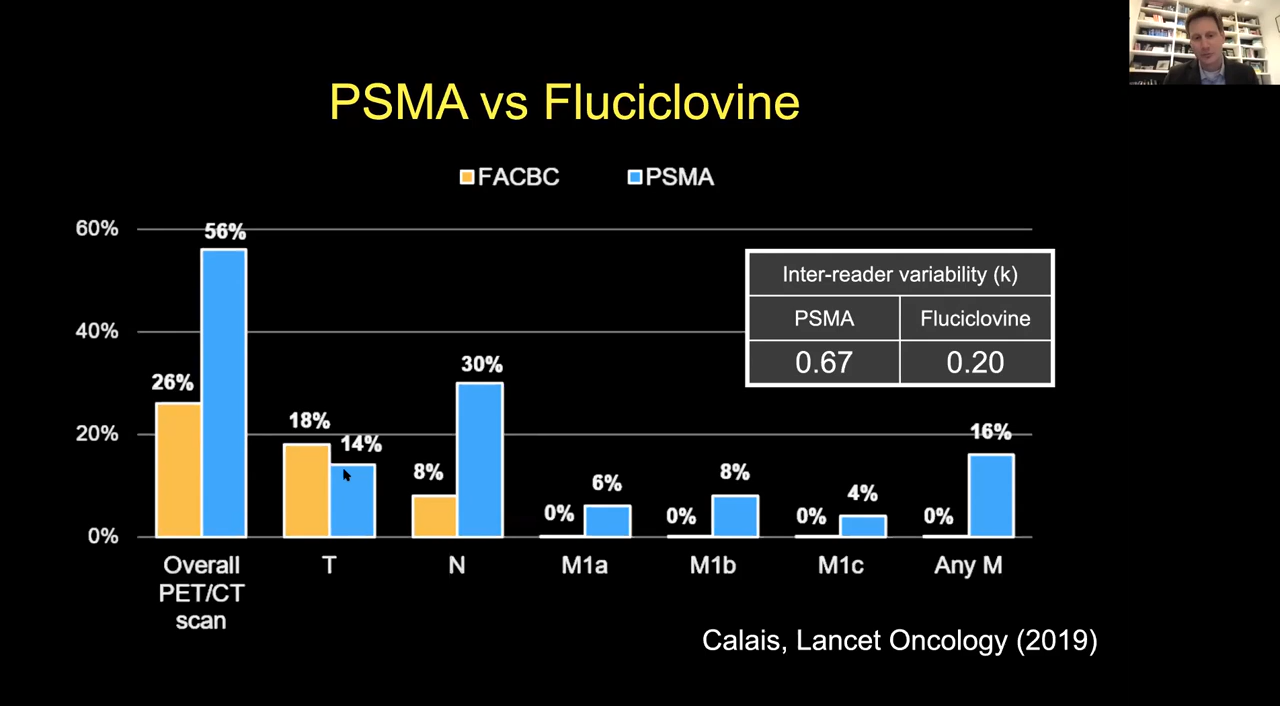 PSMA vs Fluciclovine
FACBC
PSMA
60%
40%
20%
0%
26%
56%
18%
14%
8%
30%
0%
6%
0%
8%
0%
4%
0%
16%
Overall
PET/CT
scan
T
N
M1a
M1b
M1c
Any M
Inter-reader variability (k)
PSMA
Fluciclovine
0.67
0.20
Calais, Lancet Oncology (2019)